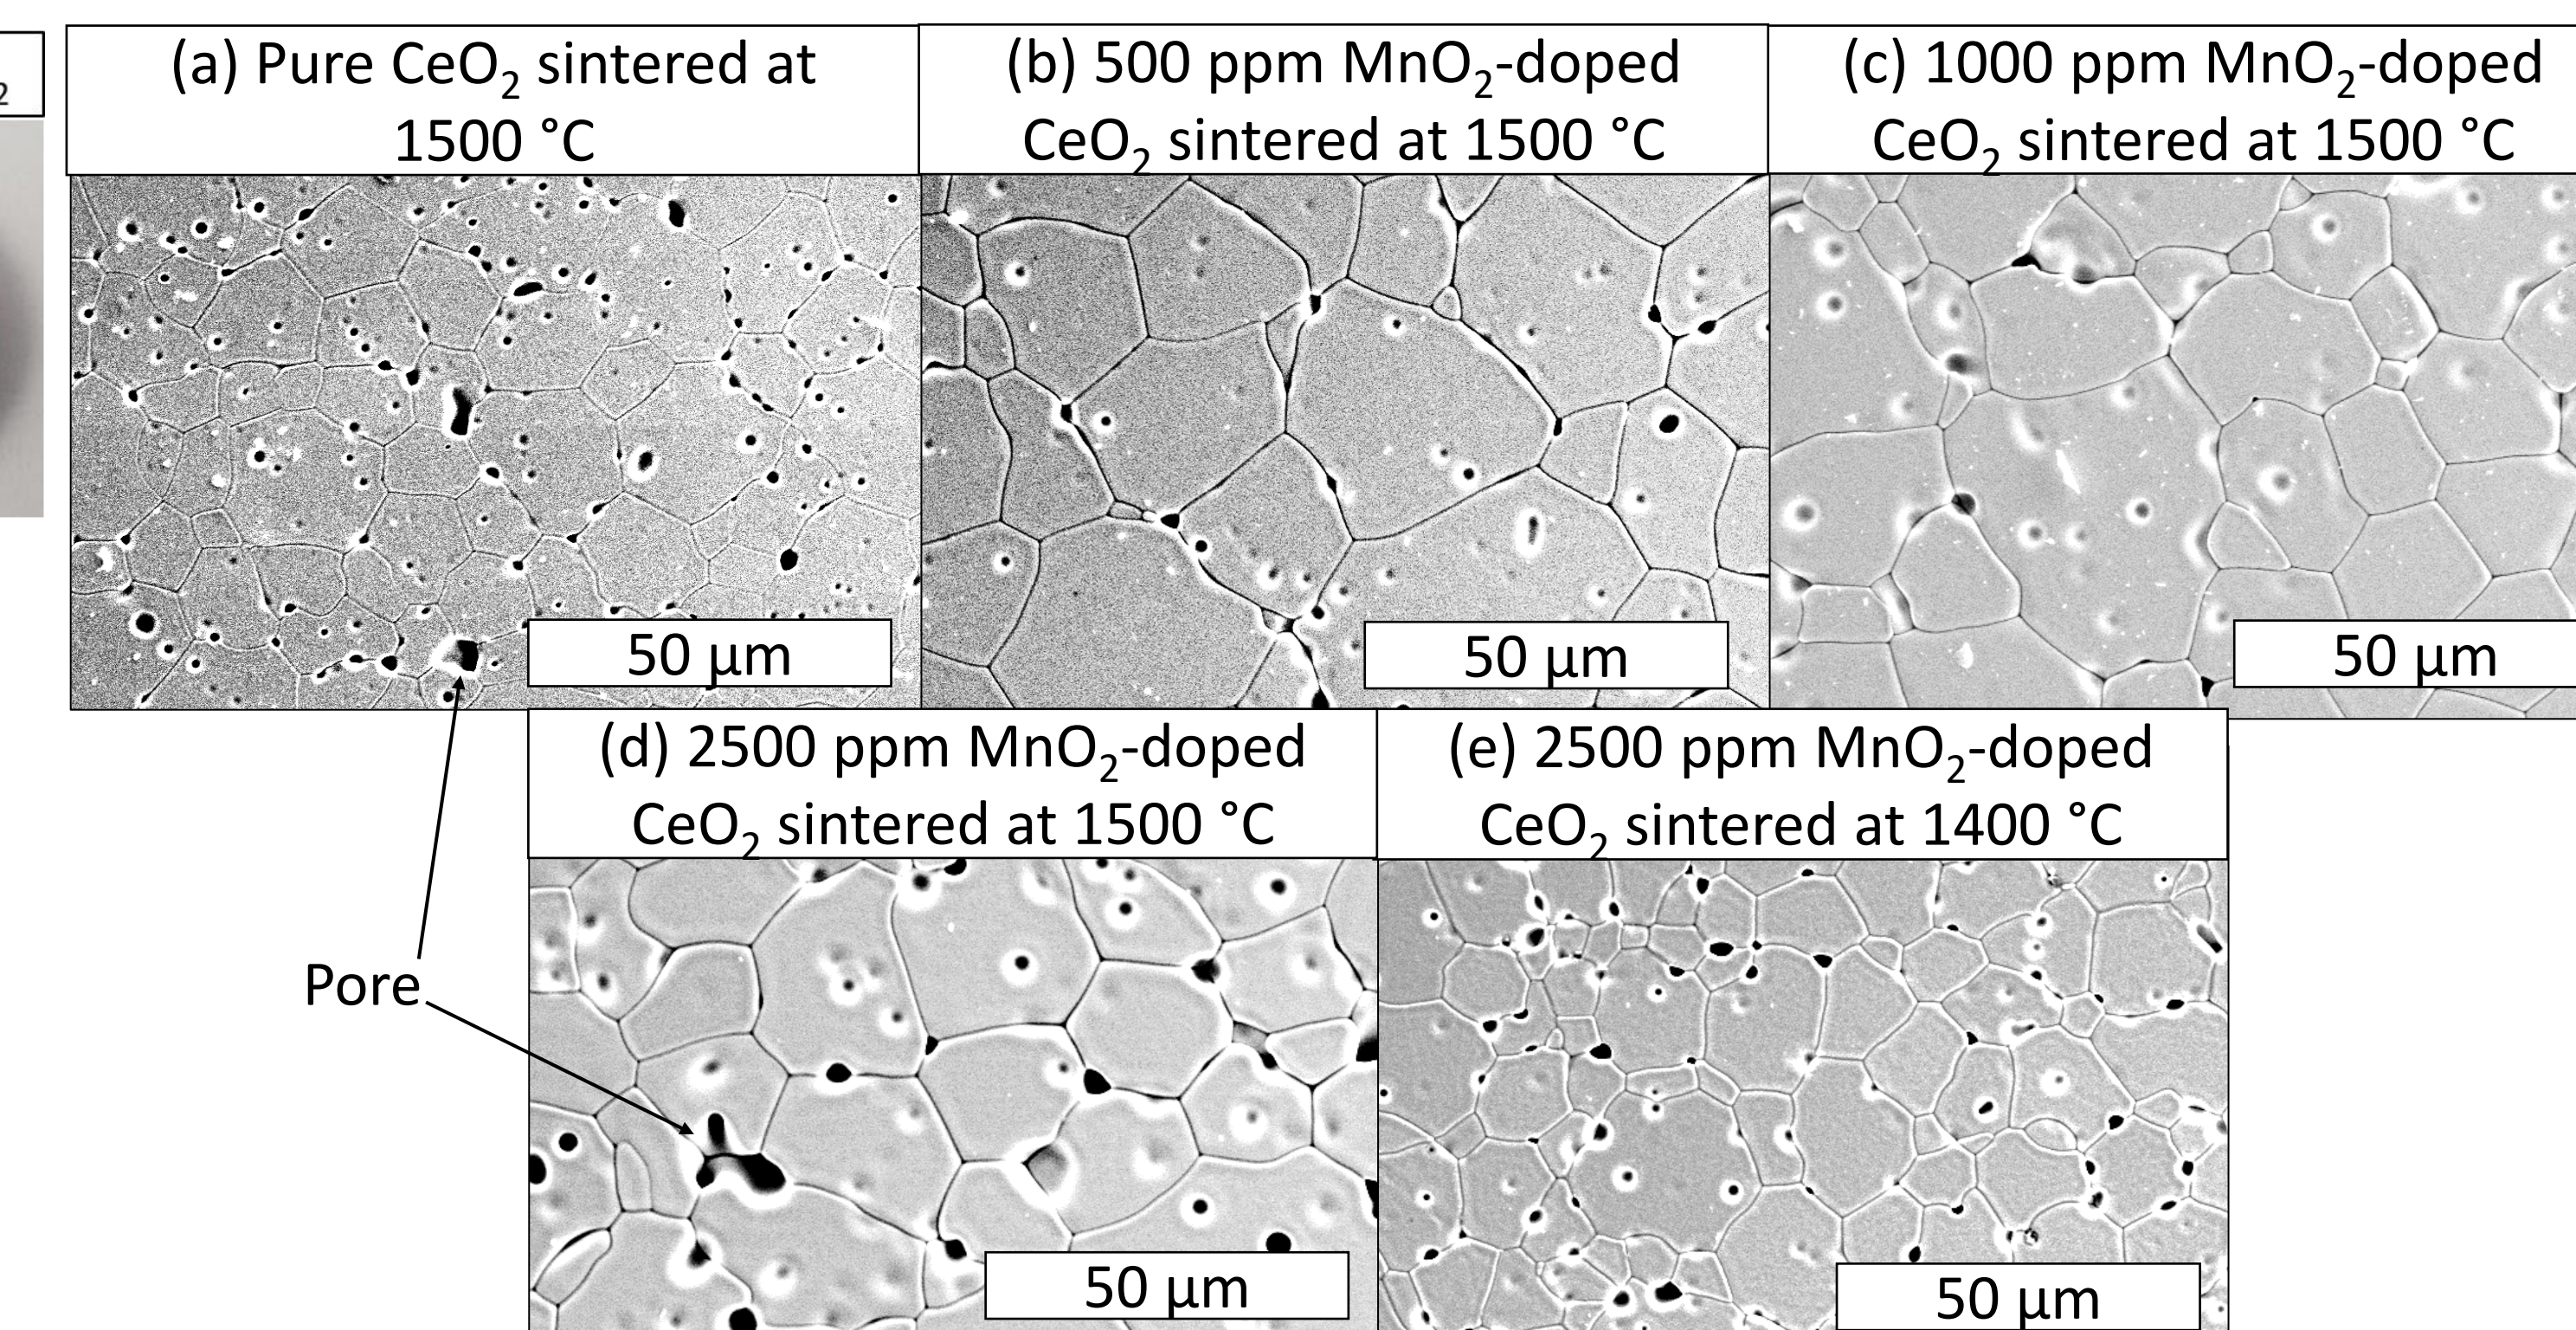 2
(a) Pure CeO₂ sintered at
1500 °C
(b) 500 ppm MnO₂-doped
CeO₂ sintered at 1500 °C
(c) 1000 ppm MnO₂-doped
CeO₂ sintered at 1500 °C
50 µm
50 µm
50 µm
(d) 2500 ppm MnO₂-doped
CeO₂ sintered at 1500 °C
(e) 2500 ppm MnO₂-doped
CeO₂ sintered at 1400 °C
Pore
50 µm
50 µm